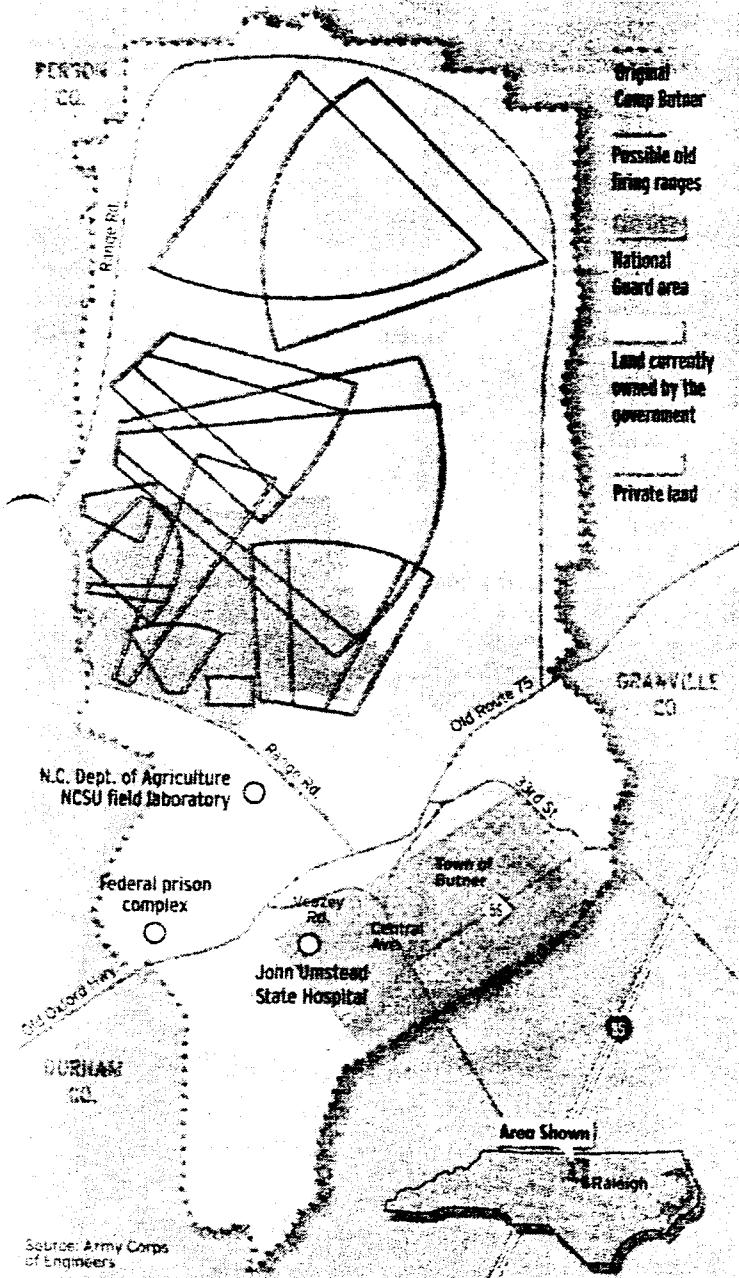 PERSON
CO.
Range Rd.
Original
Camp Butner
Possible old
firing ranges
National
Guard area
Land currently
owned by the
government
Private land
GRANVILLE
CO
Old Route 75
Range Rd.
33rd St.
N.C. Dept. of Agriculture
NCSU field laboratory
Town of
Butner
Federal prison
complex
Veazey
Rd.
Central
Ave.
56
John Umstead
State Hospital
Old Oxford Hwy.
85
DURHAM
CO.
Area Shown
Raleigh
Source: Army Corps
of Engineers